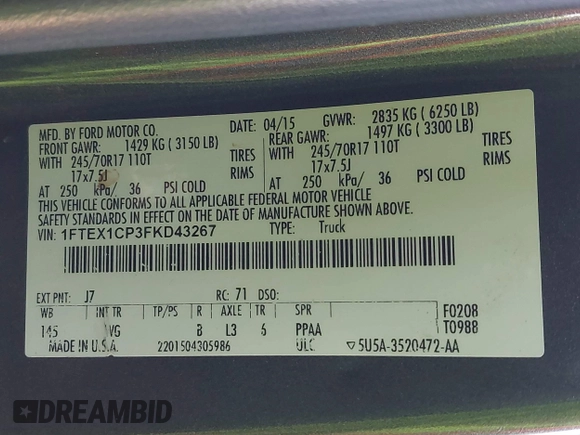 MFD. BY FORD MOTOR CO. DATE: 04/15 GVWR: 2835 KG ( 6250 LB)
FRONT GAWR: 1429 KG ( 3150 LB) REAR GAWR: 1497 KG ( 3300 LB)
WITH 245/70R17 110T TIRES WITH 245/70R17 110T TIRES
17x7.5J RIMS 17x7.5J RIMS
AT 250 kPa/ 36 PSI COLD AT 250 kPa/ 36 PSI COLD
THIS VEHICLE CONFORMS TO ALL APPLICABLE FEDERAL MOTOR VEHICLE
SAFETY STANDARDS IN EFFECT ON THE DATE OF MANUFACTURE SHOWN ABOVE.
VIN: 1FTEX1CP3FKD43267 TYPE: Truck
EXT PNT: J7 RC: 71 DSO:
WB INT TR TP/PS R AXLE TR SPR F0208
145 VG B L3 6 PPAA T0988
MADE IN U.S.A. 2201504305986 ULC ▽5U5A-3520472-AA
DREAMBID